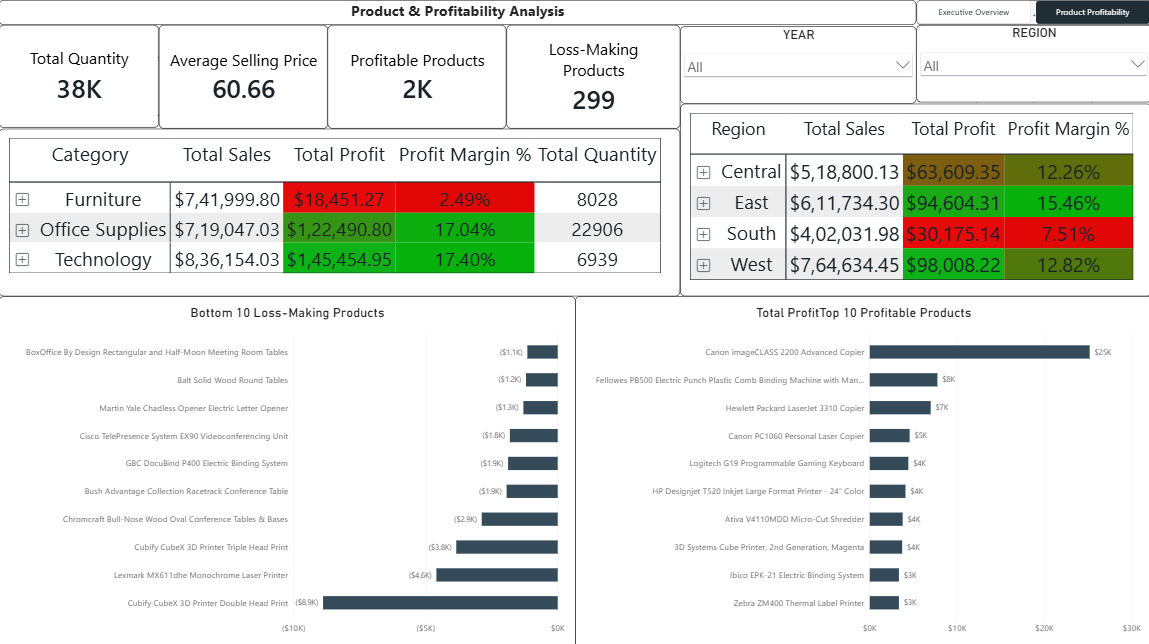 Product & Profitability Analysis
Executive Overview
Product Profitability
Total Quantity
38K
Average Selling Price
60.66
Profitable Products
2K
Loss-Making
Products
299
YEAR
All
REGION
All
Category Total Sales Total Profit Profit Margin % Total Quantity
Furniture $7,41,999.80 $18,451.27 2.49% 8028
Office Supplies $7,19,047.03 $1,22,490.80 17.04% 22906
Technology $8,36,154.03 $1,45,454.95 17.40% 6939
Region Total Sales Total Profit Profit Margin %
Central $5,18,800.13 $63,609.35 12.26%
East $6,11,734.30 $94,604.31 15.46%
South $4,02,031.98 $30,175.14 7.51%
West $7,64,634.45 $98,008.22 12.82%
Bottom 10 Loss-Making Products
BoxOffice By Design Rectangular and Half-Moon Meeting Room Tables ($1.1K)
Balt Solid Wood Round Tables ($1.2K)
Martin Yale Chadless Opener Electric Letter Opener ($1.3K)
Cisco TelePresence System EX90 Videoconferencing Unit ($1.8K)
GBC DocuBind P400 Electric Binding System ($1.9K)
Bush Advantage Collection Racetrack Conference Table ($1.9K)
Chromcraft Bull-Nose Wood Oval Conference Tables & Bases ($2.9K)
Cubify CubeX 3D Printer Triple Head Print ($3.8K)
Lexmark MX611dhe Monochrome Laser Printer ($4.6K)
Cubify CubeX 3D Printer Double Head Print ($8.9K)
($10K) ($5K) $0K
Total ProfitTop 10 Profitable Products
Canon imageCLASS 2200 Advanced Copier $25K
Fellowes PB500 Electric Punch Plastic Comb Binding Machine with Man... $8K
Hewlett Packard LaserJet 3310 Copier $7K
Canon PC1060 Personal Laser Copier $5K
Logitech G19 Programmable Gaming Keyboard $4K
HP Designjet T520 Inkjet Large Format Printer - 24" Color $4K
Ativa V4110MDD Micro-Cut Shredder $4K
3D Systems Cube Printer, 2nd Generation, Magenta $4K
Ibico EPK-21 Electric Binding System $3K
Zebra ZM400 Thermal Label Printer $3K
$0K $10K $20K $30K